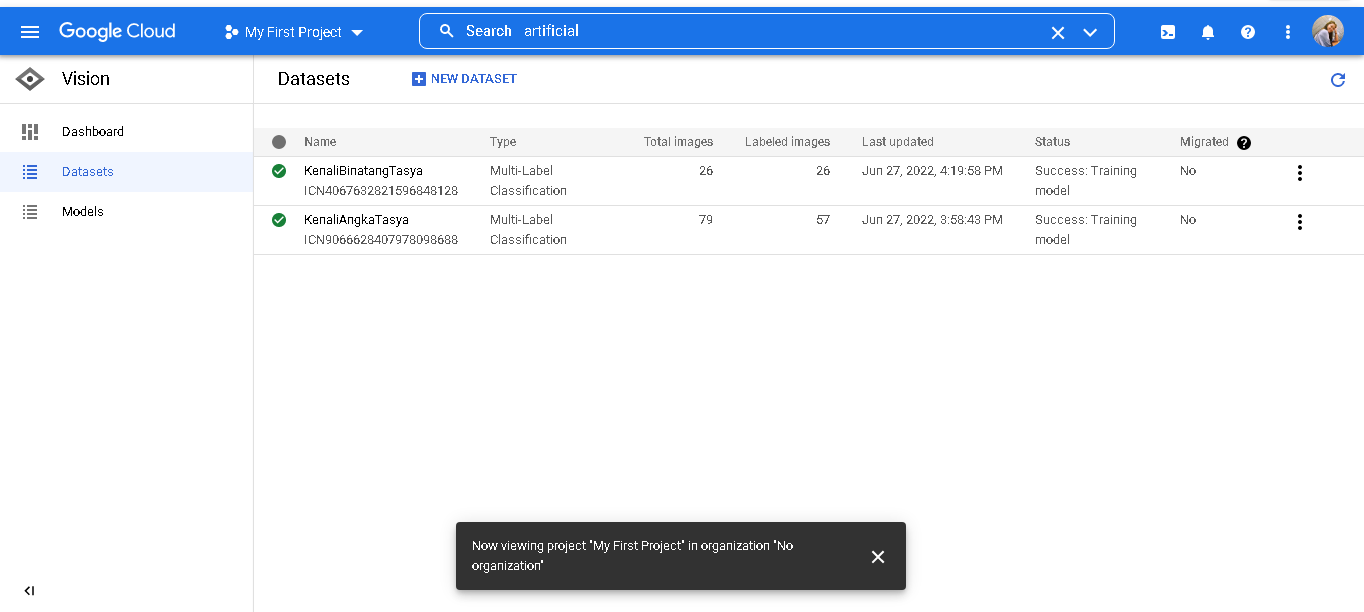 Google Cloud My First Project Search artificial
Vision Datasets NEW DATASET
Dashboard
Datasets
Models
Name Type Total images Labeled images Last updated Status Migrated
KenaliBinatangTasya Multi-Label 26 26 Jun 27, 2022, 4:19:58 PM Success: Training No
ICN4067632821596848128 Classification model
KenaliAngkaTasya Multi-Label 79 57 Jun 27, 2022, 3:58:43 PM Success: Training No
ICN9066628407978098688 Classification model
Now viewing project "My First Project" in organization "No
organization"